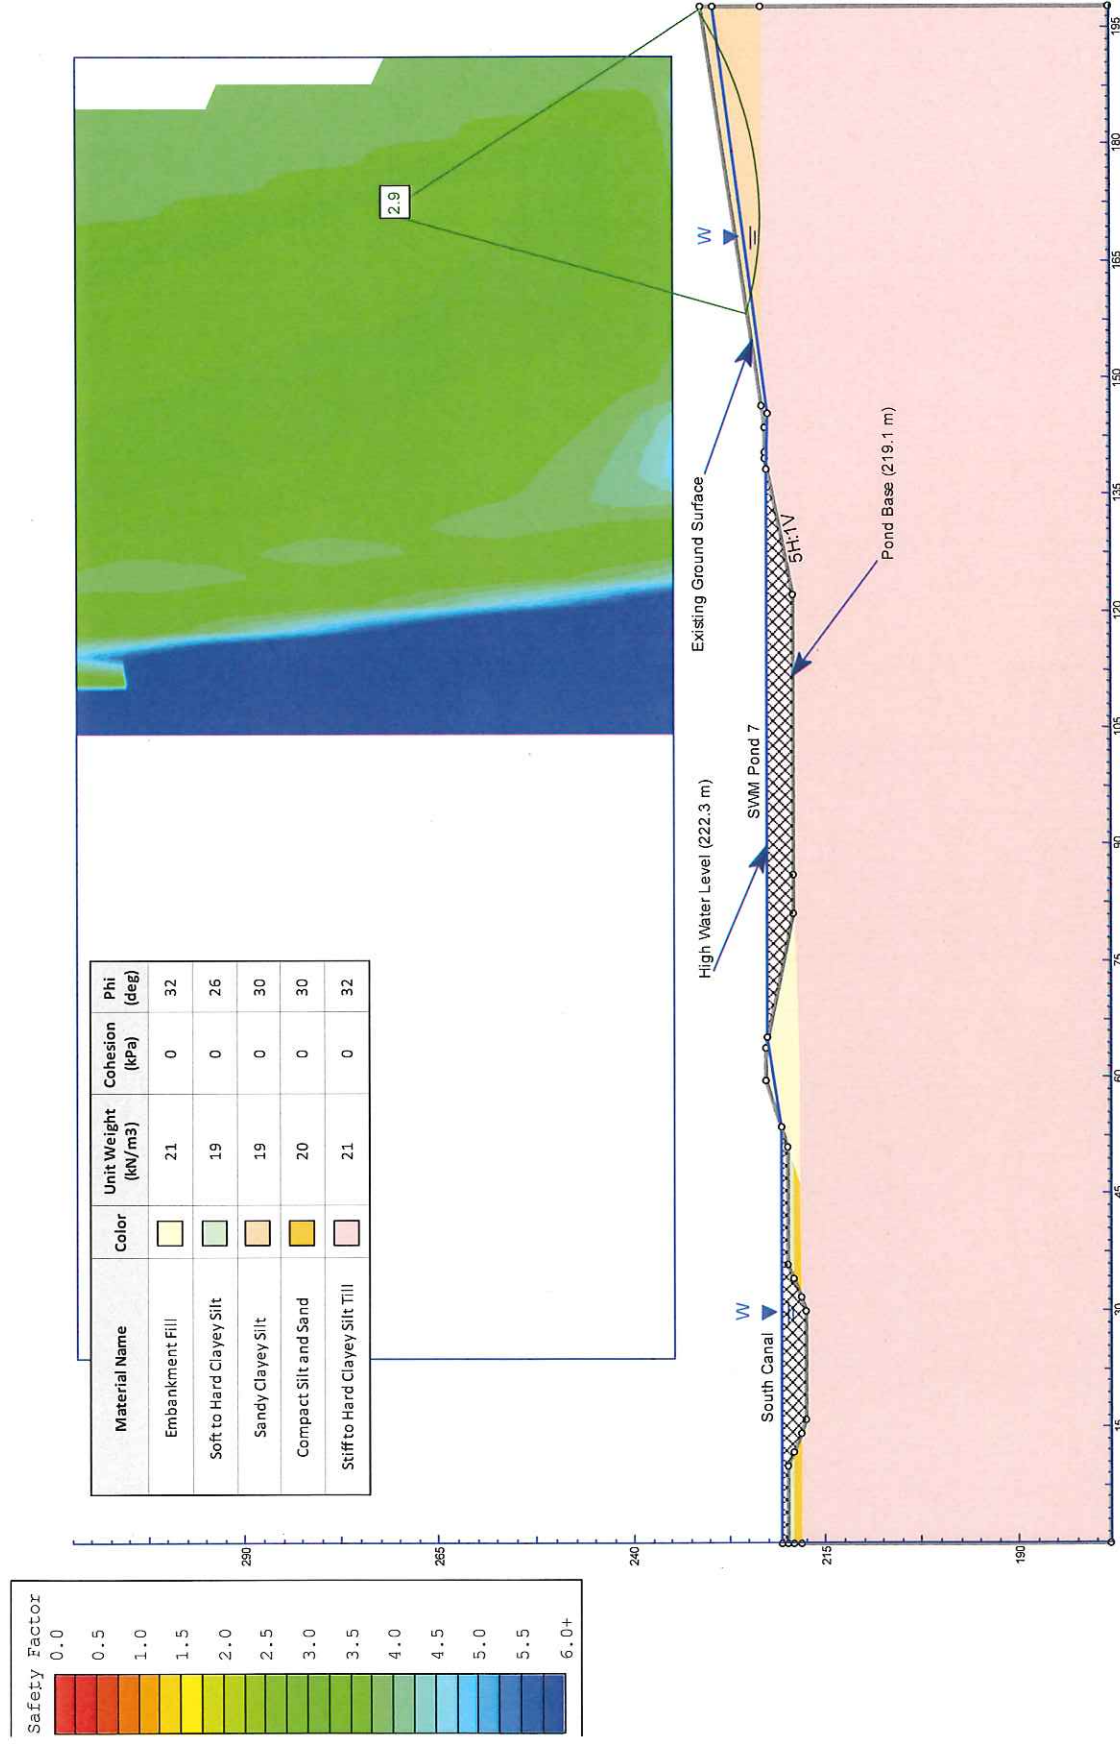 Safety Factor
0.0
0.5
1.0
1.5
2.0
2.5
3.0
3.5
4.0
4.5
5.0
5.5
6.0+
Material Name Color Unit Weight (kN/m3) Cohesion (kPa) Phi (deg)
Embankment Fill 21 0 32
Soft to Hard Clayey Silt 19 0 26
Sandy Clayey Silt 19 0 30
Compact Silt and Sand 20 0 30
Stiff to Hard Clayey Silt Till 21 0 32
2.9
290
265
240
215
190
South Canal
W
High Water Level (222.3 m)
SWM Pond 7
Existing Ground Surface
5H:1V
Pond Base (219.1 m)
W
15
30
45
60
75
90
105
120
135
150
165
180
195